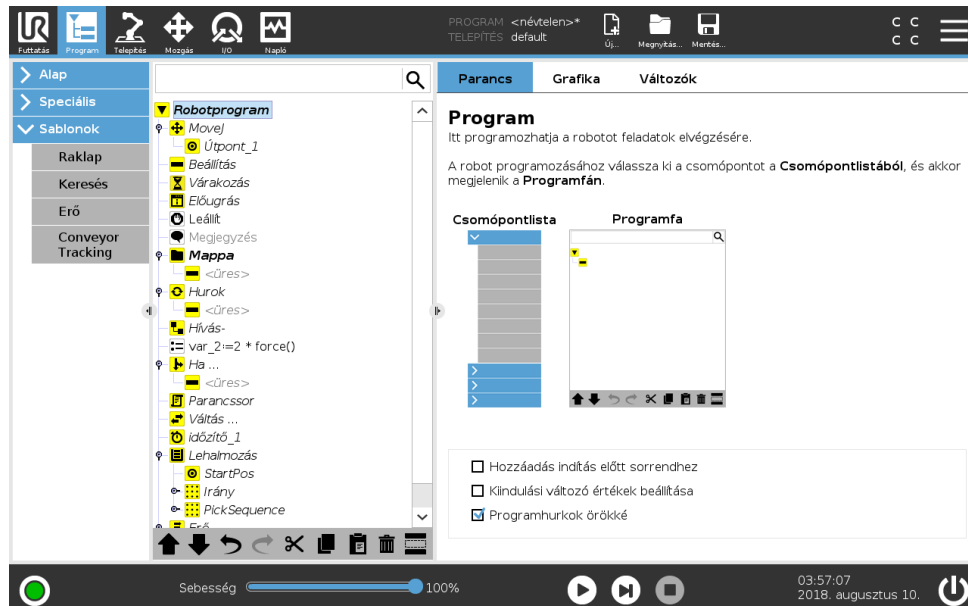 UR
Futtatás
Program
Telepítés
Mozgás
I/O
Napló
PROGRAM <névtelen>*
TELEPÍTÉS default
Új...
Megnyitás...
Mentés...
C C
C C
Alap
Speciális
Sablonok
Raklap
Keresés
Erő
Conveyor
Tracking
Robotprogram
MoveJ
Útpont_1
Beállítás
Várakozás
Előugrás
Leállít
Megjegyzés
Mappa
<üres>
Hurok
<üres>
Hívás-
var_2:=2 * force()
Ha ...
<üres>
Parancssor
Váltás ...
időzítő_1
Lehalmozás
StartPos
Irány
PickSequence
Erő
Parancs
Grafika
Változók
Program
Itt programozhatja a robotot feladatok elvégzésére.
A robot programozásához válassza ki a csomópontot a Csomópontlistából, és akkor
megjelenik a Programfán.
Csomópontlista
Programfa
Hozzáadás indítás előtt sorrendhez
Kiindulási változó értékek beállítása
Programhurkok örökké
Sebesség
100%
03:57:07
2018. augusztus 10.